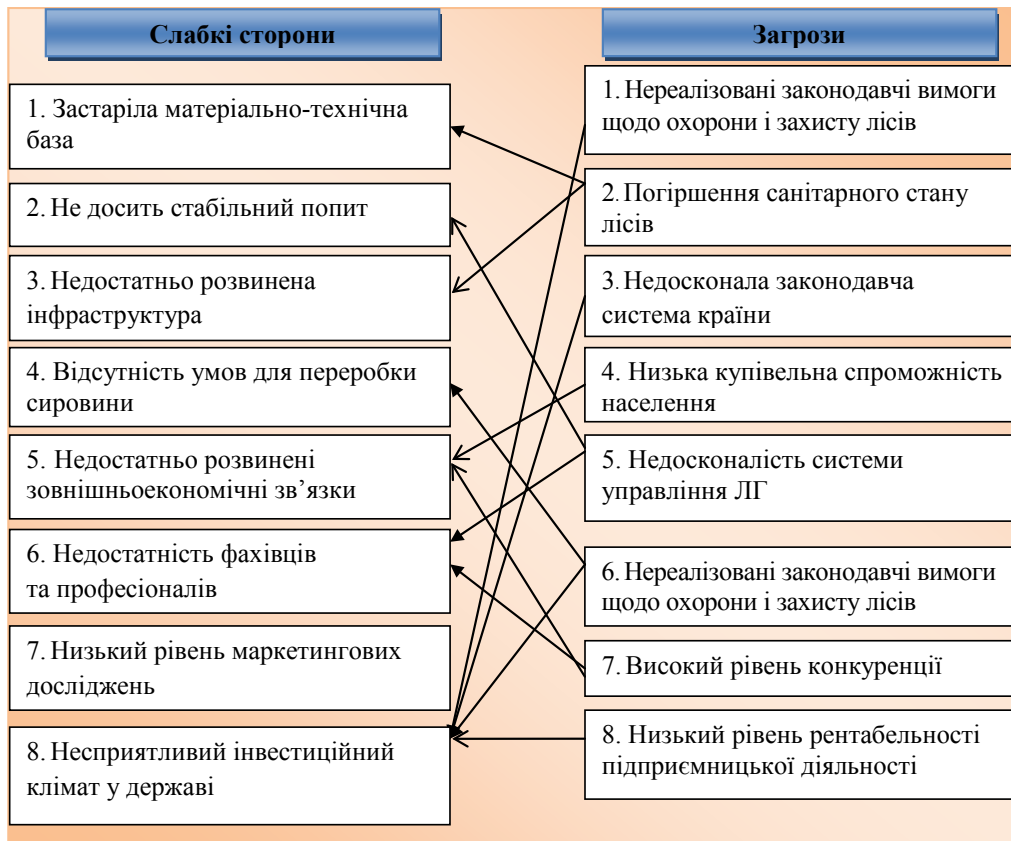 Слабкі сторони
1. Застаріла матеріально-технічна
база
2. Не досить стабільний попит
3. Недостатньо розвинена
інфраструктура
4. Відсутність умов для переробки
сировини
5. Недостатньо розвинені
зовнішньоекономічні зв’язки
6. Недостатність фахівців
та професіоналів
7. Низький рівень маркетингових
досліджень
8. Несприятливий інвестиційний
клімат у державі
Загрози
1. Нереалізовані законодавчі вимоги
щодо охорони і захисту лісів
2. Погіршення санітарного стану
лісів
3. Недосконала законодавча
система країни
4. Низька купівельна спроможність
населення
5. Недосконалість системи
управління ЛГ
6. Нереалізовані законодавчі вимоги
щодо охорони і захисту лісів
7. Високий рівень конкуренції
8. Низький рівень рентабельності
підприємницької діяльності